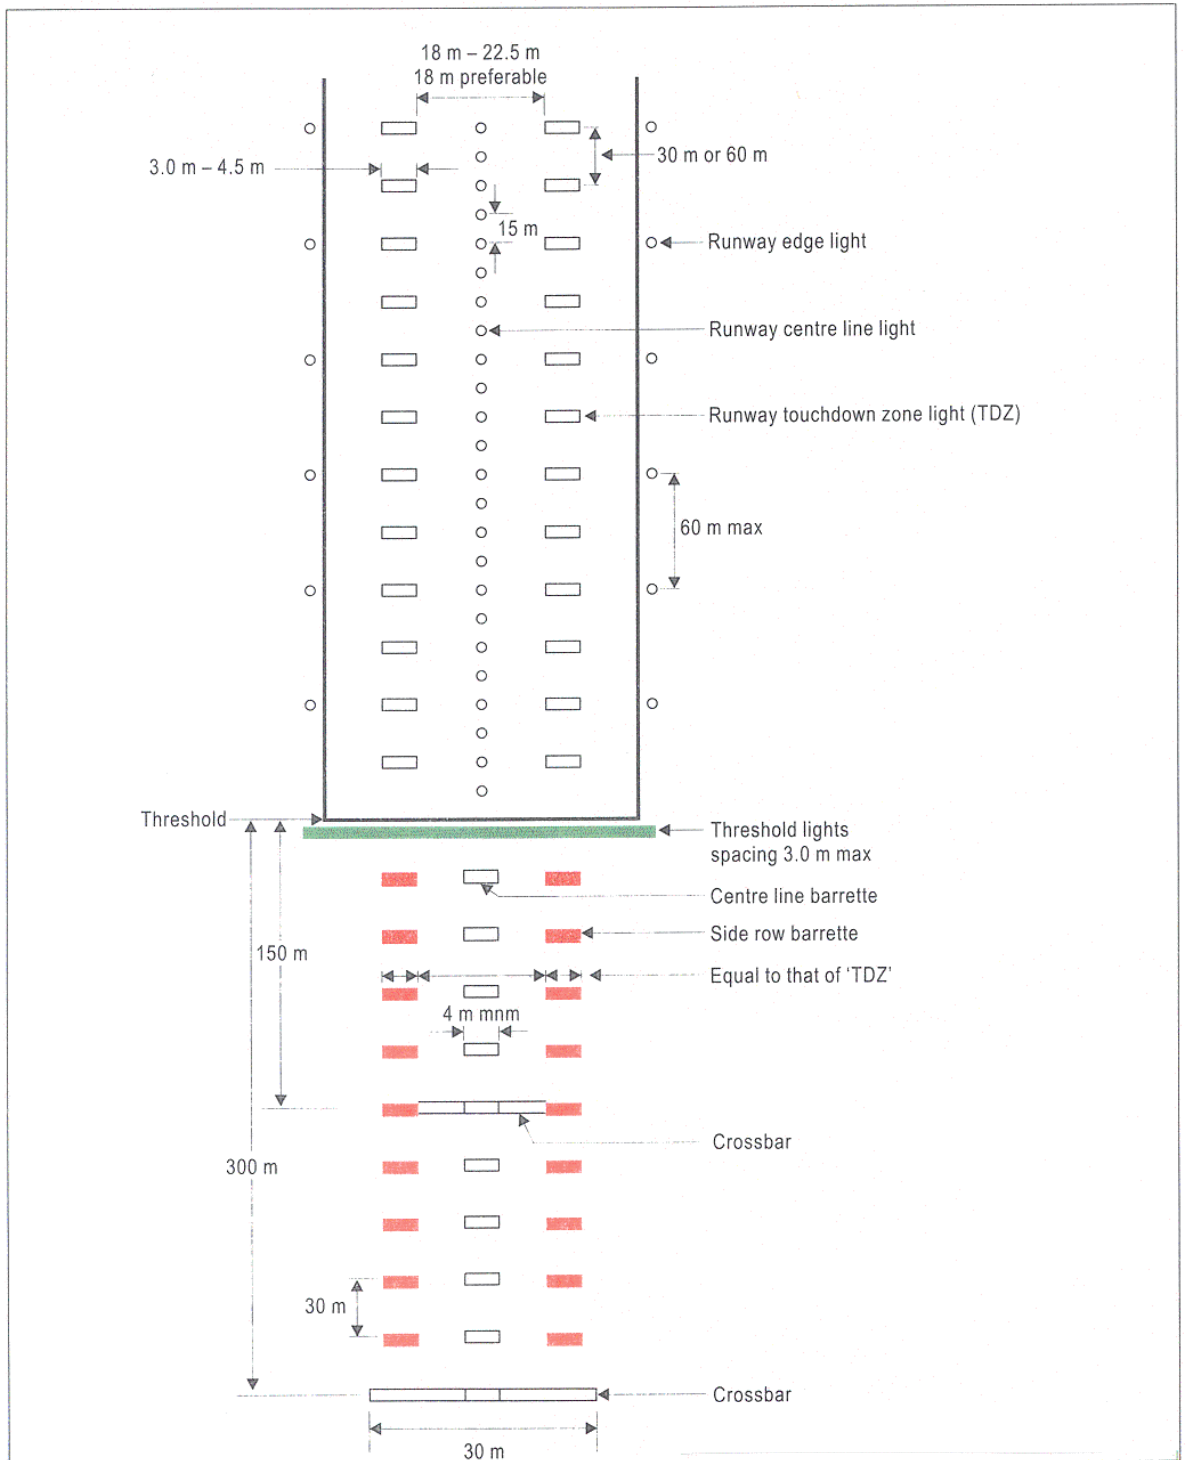 18 m – 22.5 m
18 m preferable
3.0 m – 4.5 m
30 m or 60 m
15 m
Runway edge light
Runway centre line light
Runway touchdown zone light (TDZ)
60 m max
Threshold
Threshold lights
spacing 3.0 m max
Centre line barrette
Side row barrette
150 m
Equal to that of ‘TDZ’
4 m mnm
Crossbar
300 m
30 m
Crossbar
30 m